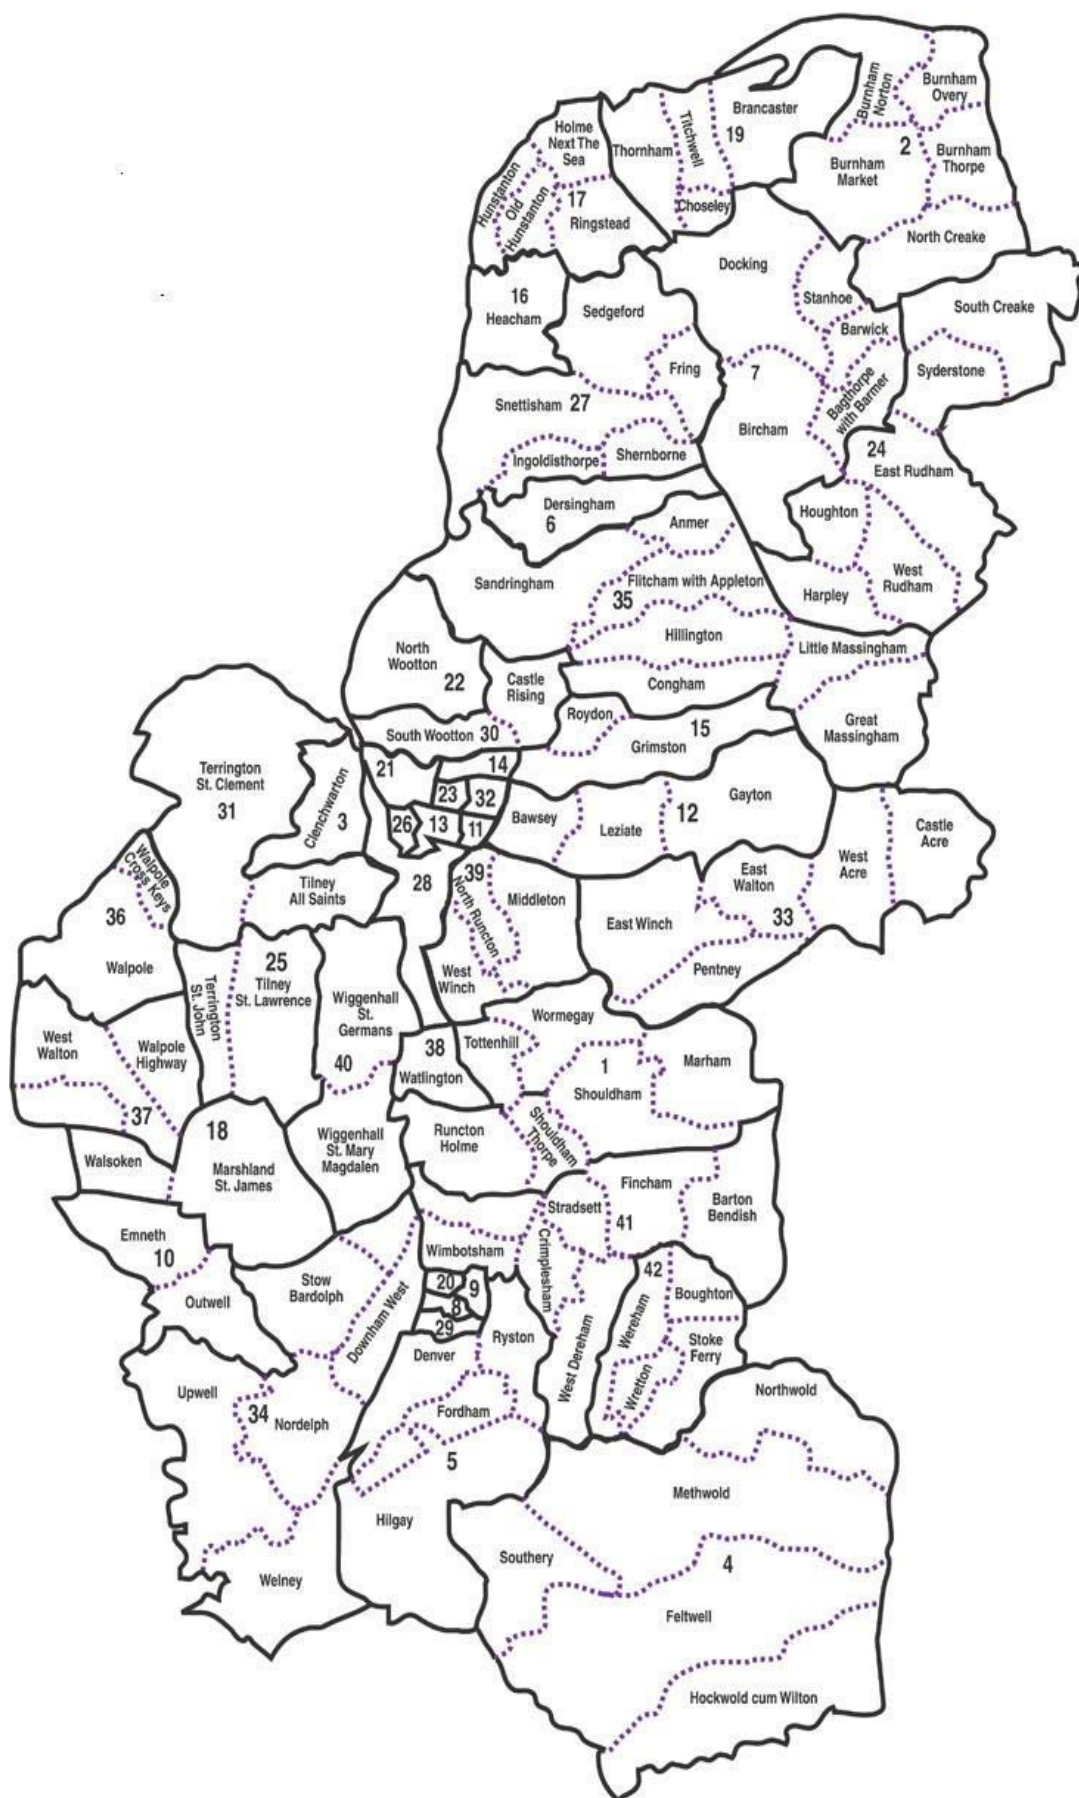 Burnham
Norton
Burnham
Overy
Brancaster
19
Titchwell
Holme
Next The
Sea
Thornham
2
Burnham
Market
Burnham
Thorpe
Hunstanton
Old
Hunstanton
17
Ringstead
Choseley
North Creake
Docking
16
Heacham
Sedgeford
Stanhoe
South Creake
Barwick
Fring
7
Syderstone
Bagthorpe
with Barmer
Snettisham 27
Bircham
24
East Rudham
Ingoldisthorpe
Shernborne
Dersingham
6
Anmer
Houghton
Sandringham
Flitcham with Appleton
35
West
Rudham
Harpley
Hillington
North
Wootton
22
Little Massingham
Castle
Rising
Congham
Roydon
15
Grimston
Great
Massingham
South Wootton 30
21
14
Terrington
St. Clement
31
Clenchwarton
3
23
32
26
13
11
Bawsey
Leziate
12
Gayton
Castle
Acre
West
Acre
Walpole
Cross Keys
Tilney
All Saints
28
39
North Runcton
Middleton
East
Walton
33
East Winch
36
Walpole
25
Tilney
St. Lawrence
Terrington
St. John
West
Winch
Pentney
Wiggenhall
St.
Germans
40
Wormegay
West
Walton
Walpole
Highway
38
Watlington
Tottenhill
1
Shouldham
Marham
37
18
Marshland
St. James
Wiggenhall
St. Mary
Magdalen
Runcton
Holme
Shouldham
Thorpe
Walsoken
Fincham
Barton
Bendish
Stradsett
41
Emneth
10
Wimbotsham
Crimplesham
Outwell
Stow
Bardolph
Downham West
20
9
8
29
42
Boughton
Wereham
Ryston
Denver
West Dereham
Stoke
Ferry
Wretton
Upwell
34
Nordelph
Fordham
5
Northwold
Methwold
Hilgay
Southery
4
Welney
Feltwell
Hockwold cum Wilton